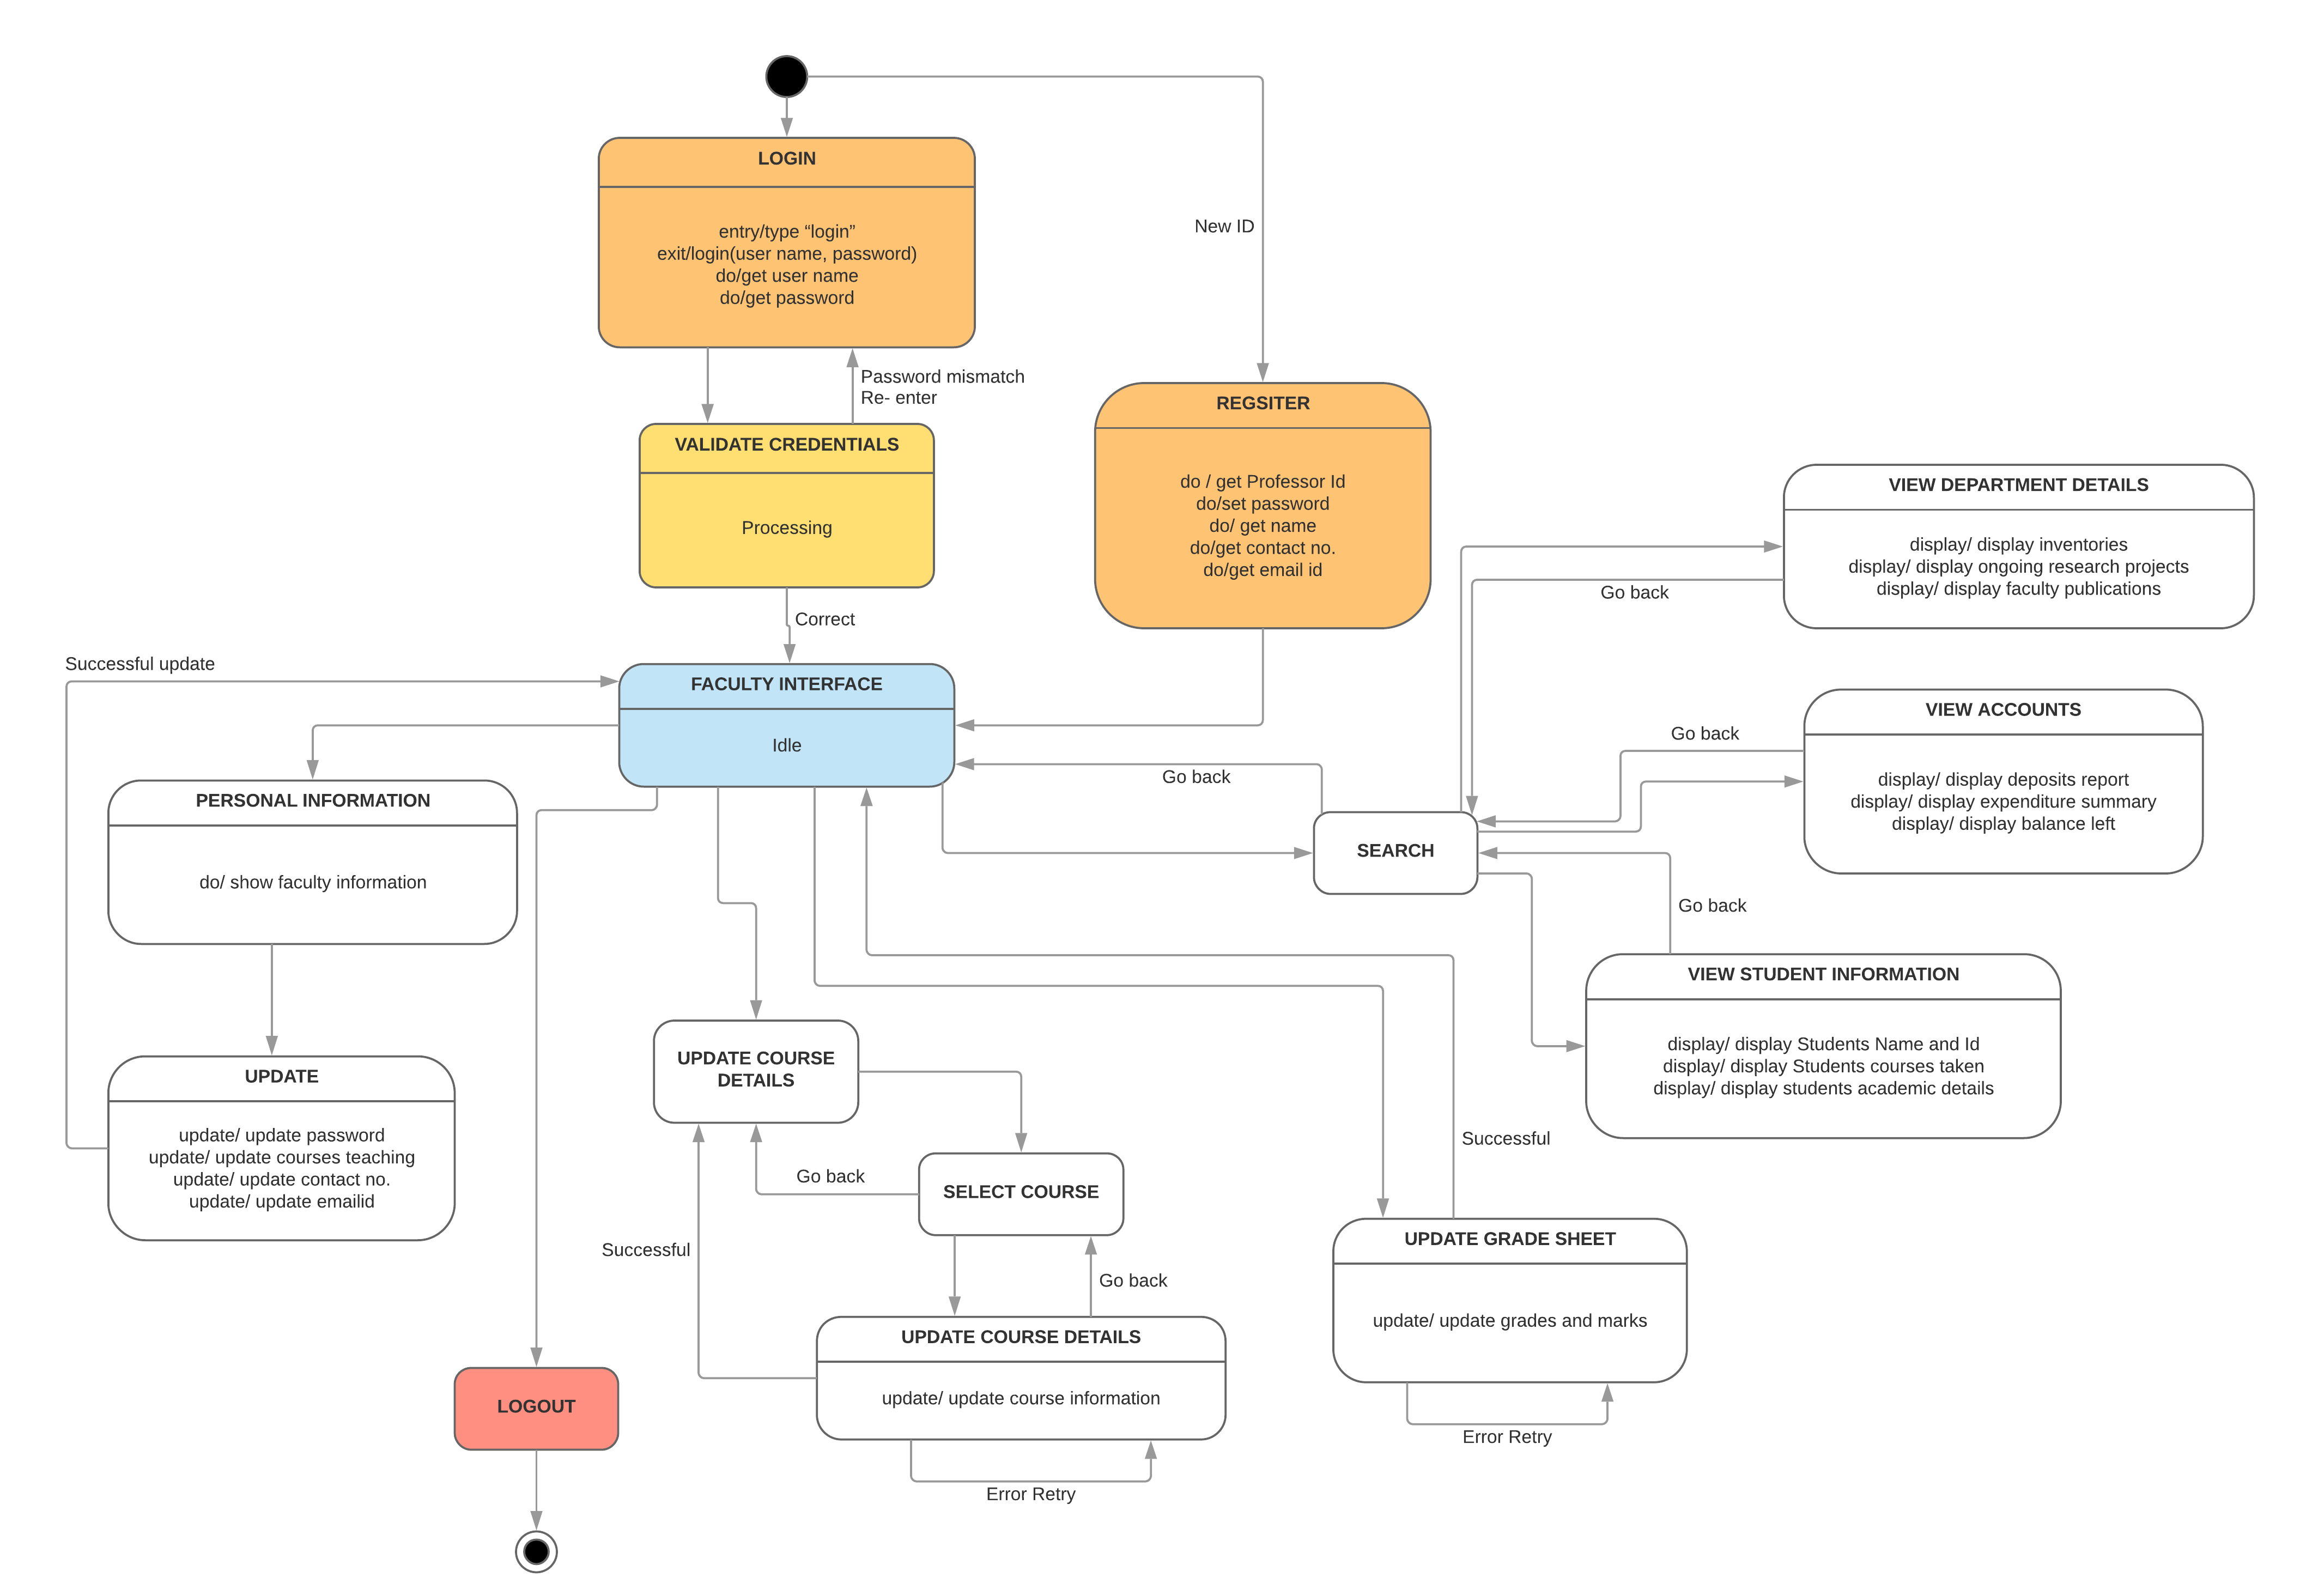 LOGIN
entry/type “login”
exit/login(user name, password)
do/get user name
do/get password
New ID
Password mismatch
Re- enter
REGSITER
do / get Professor Id
do/set password
do/ get name
do/get contact no.
do/get email id
VALIDATE CREDENTIALS
Processing
Correct
VIEW DEPARTMENT DETAILS
display/ display inventories
display/ display ongoing research projects
display/ display faculty publications
Go back
Successful update
FACULTY INTERFACE
Idle
Go back
VIEW ACCOUNTS
display/ display deposits report
display/ display expenditure summary
display/ display balance left
Go back
PERSONAL INFORMATION
do/ show faculty information
SEARCH
Go back
VIEW STUDENT INFORMATION
display/ display Students Name and Id
display/ display Students courses taken
display/ display students academic details
UPDATE
update/ update password
update/ update courses teaching
update/ update contact no.
update/ update emailid
UPDATE COURSE
DETAILS
Go back
SELECT COURSE
Successful
Successful
Go back
UPDATE GRADE SHEET
update/ update grades and marks
Error Retry
UPDATE COURSE DETAILS
update/ update course information
Error Retry
LOGOUT